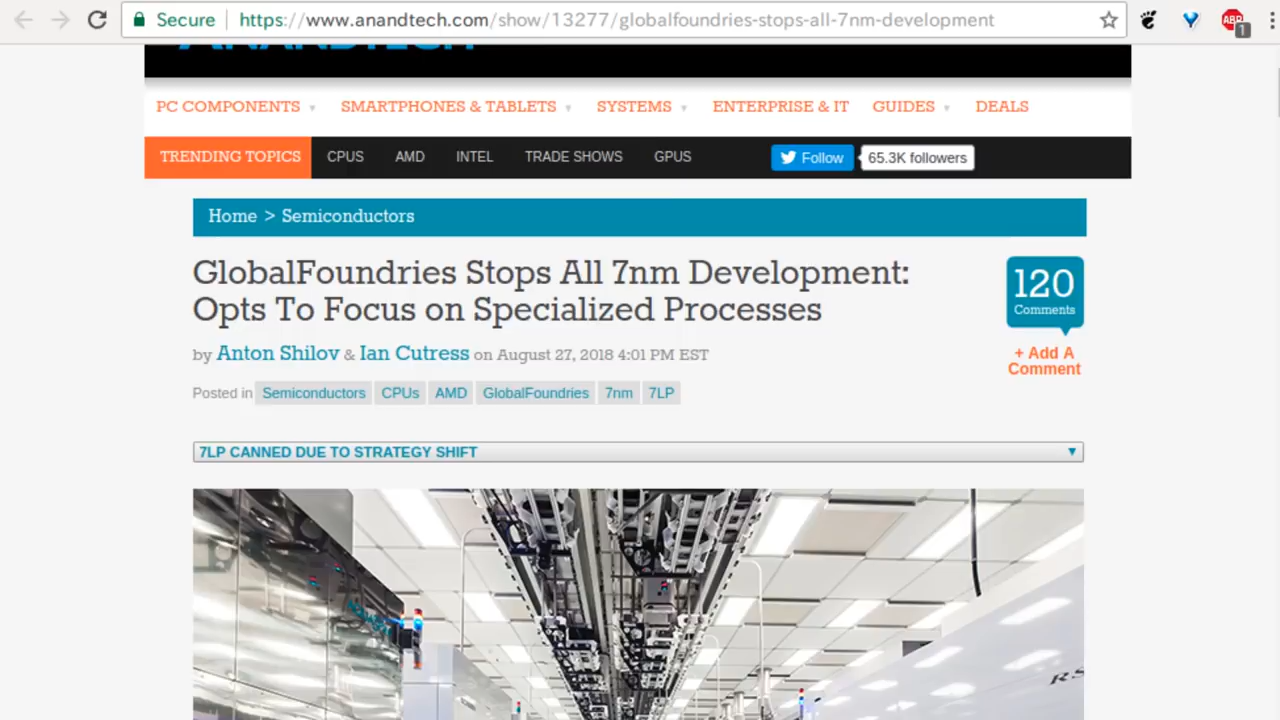 Secure https://www.anandtech.com/show/13277/globalfoundries-stops-all-7nm-development
ABP 1
PC COMPONENTS SMARTPHONES & TABLETS SYSTEMS ENTERPRISE & IT GUIDES DEALS
TRENDING TOPICS CPUS AMD INTEL TRADE SHOWS GPUS Follow 65.3K followers
Home > Semiconductors
GlobalFoundries Stops All 7nm Development:
Opts To Focus on Specialized Processes
120
Comments
+ Add A
Comment
by Anton Shilov & Ian Cutress on August 27, 2018 4:01 PM EST
Posted in Semiconductors CPUs AMD GlobalFoundries 7nm 7LP
7LP CANNED DUE TO STRATEGY SHIFT